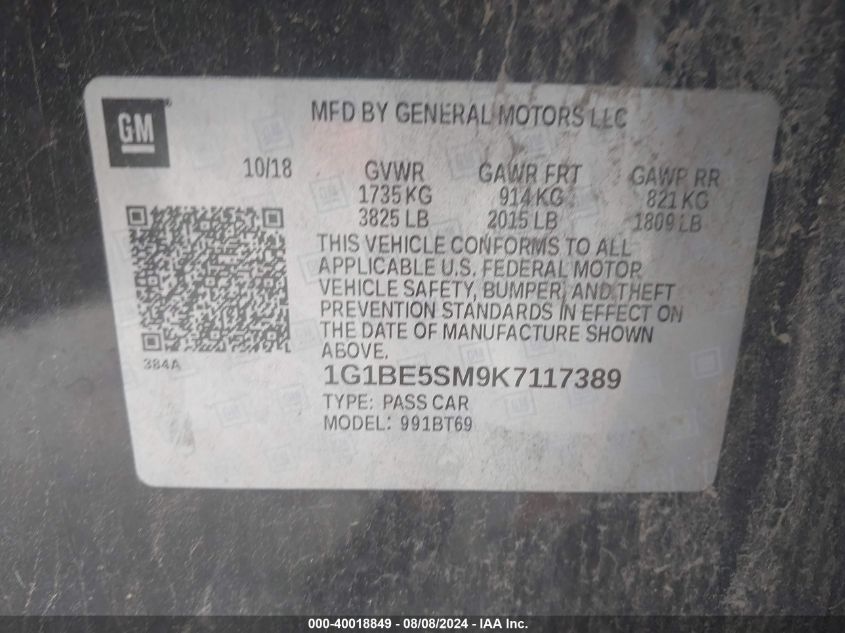 GM
MFD BY GENERAL MOTORS LLC
10/18 GVWR GAWR FRT GAWR RR
1735 KG 914 KG 821 KG
3825 LB 2015 LB 1809 LB
THIS VEHICLE CONFORMS TO ALL
APPLICABLE U.S. FEDERAL MOTOR
VEHICLE SAFETY, BUMPER, AND THEFT
PREVENTION STANDARDS IN EFFECT ON
THE DATE OF MANUFACTURE SHOWN
ABOVE.
384A
1G1BE5SM9K7117389
TYPE: PASS CAR
MODEL: 991BT69
000-40018849 - 08/08/2024 - IAA Inc.